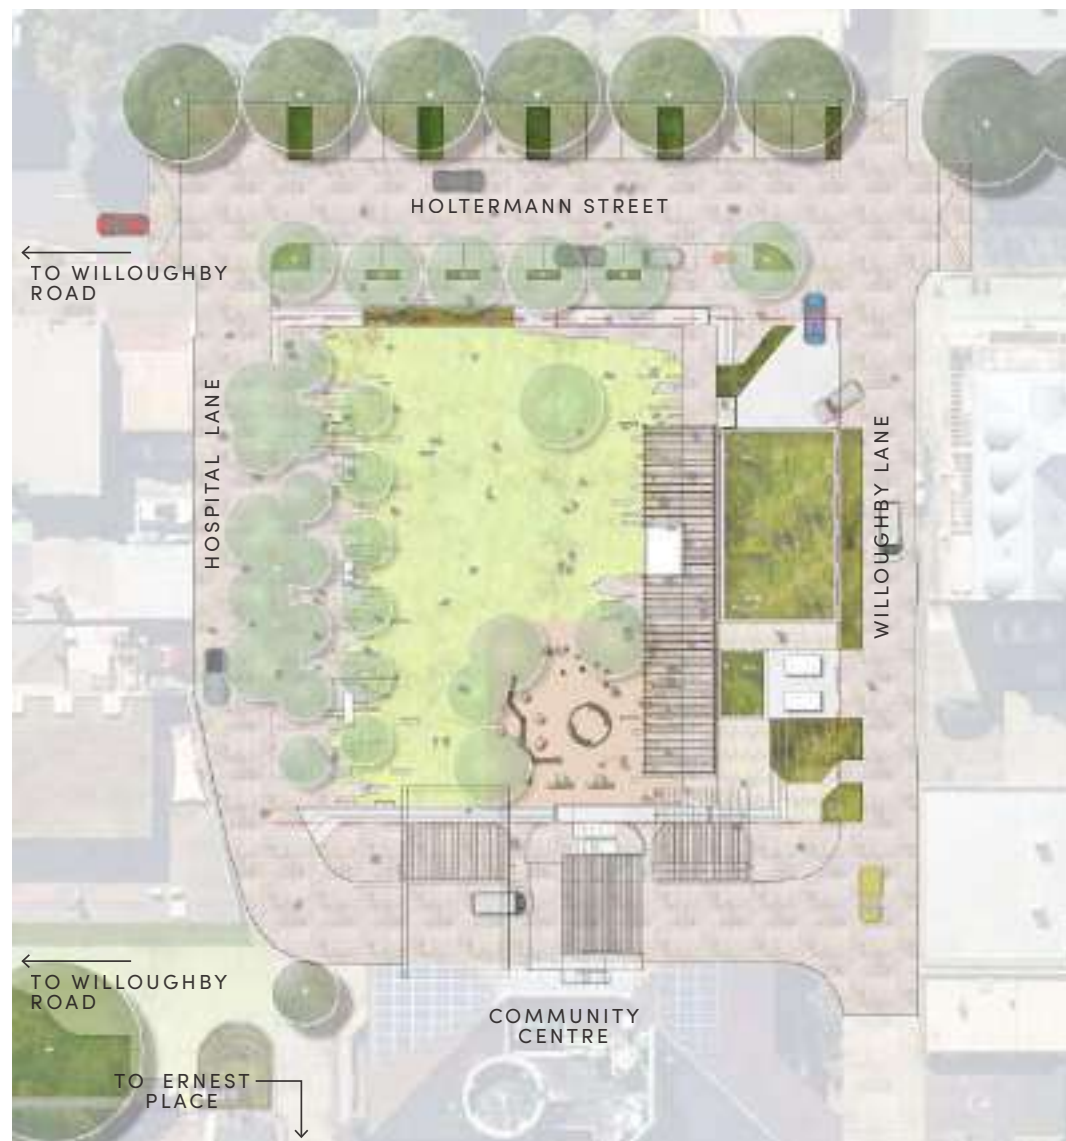 HOLTERMANN STREET
TO WILLOUGHBY
ROAD
HOSPITAL LANE
WILLOUGHBY LANE
TO WILLOUGHBY
ROAD
COMMUNITY
CENTRE
TO ERNEST
PLACE